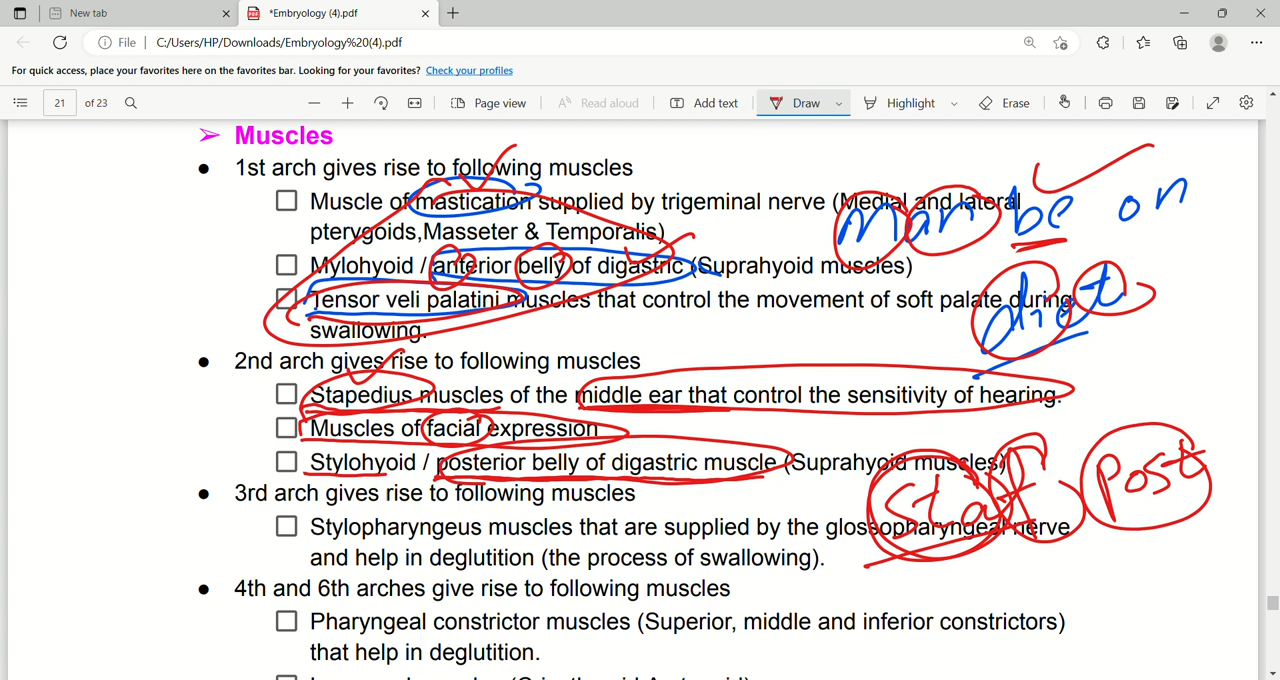 New tab
*Embryology (4).pdf
File C:/Users/HP/Downloads/Embryology%20(4).pdf
For quick access, place your favorites here on the favorites bar. Looking for your favorites? Check your profiles
21 of 23 Page view Read aloud Add text Draw Highlight Erase
➢ Muscles
● 1st arch gives rise to following muscles
Muscle of mastication supplied by trigeminal nerve (Medial and lateral
pterygoids,Masseter & Temporalis)
Mylohyoid / anterior belly of digastric (Suprahyoid muscles)
Tensor veli palatini muscles that control the movement of soft palate during
swallowing.
man be on
diet
● 2nd arch gives rise to following muscles
Stapedius muscles of the middle ear that control the sensitivity of hearing.
Muscles of facial expression
Stylohyoid / posterior belly of digastric muscle (Suprahyoid muscles)
Staff Post
● 3rd arch gives rise to following muscles
Stylopharyngeus muscles that are supplied by the glossopharyngeal nerve
and help in deglutition (the process of swallowing).
● 4th and 6th arches give rise to following muscles
Pharyngeal constrictor muscles (Superior, middle and inferior constrictors)
that help in deglutition.